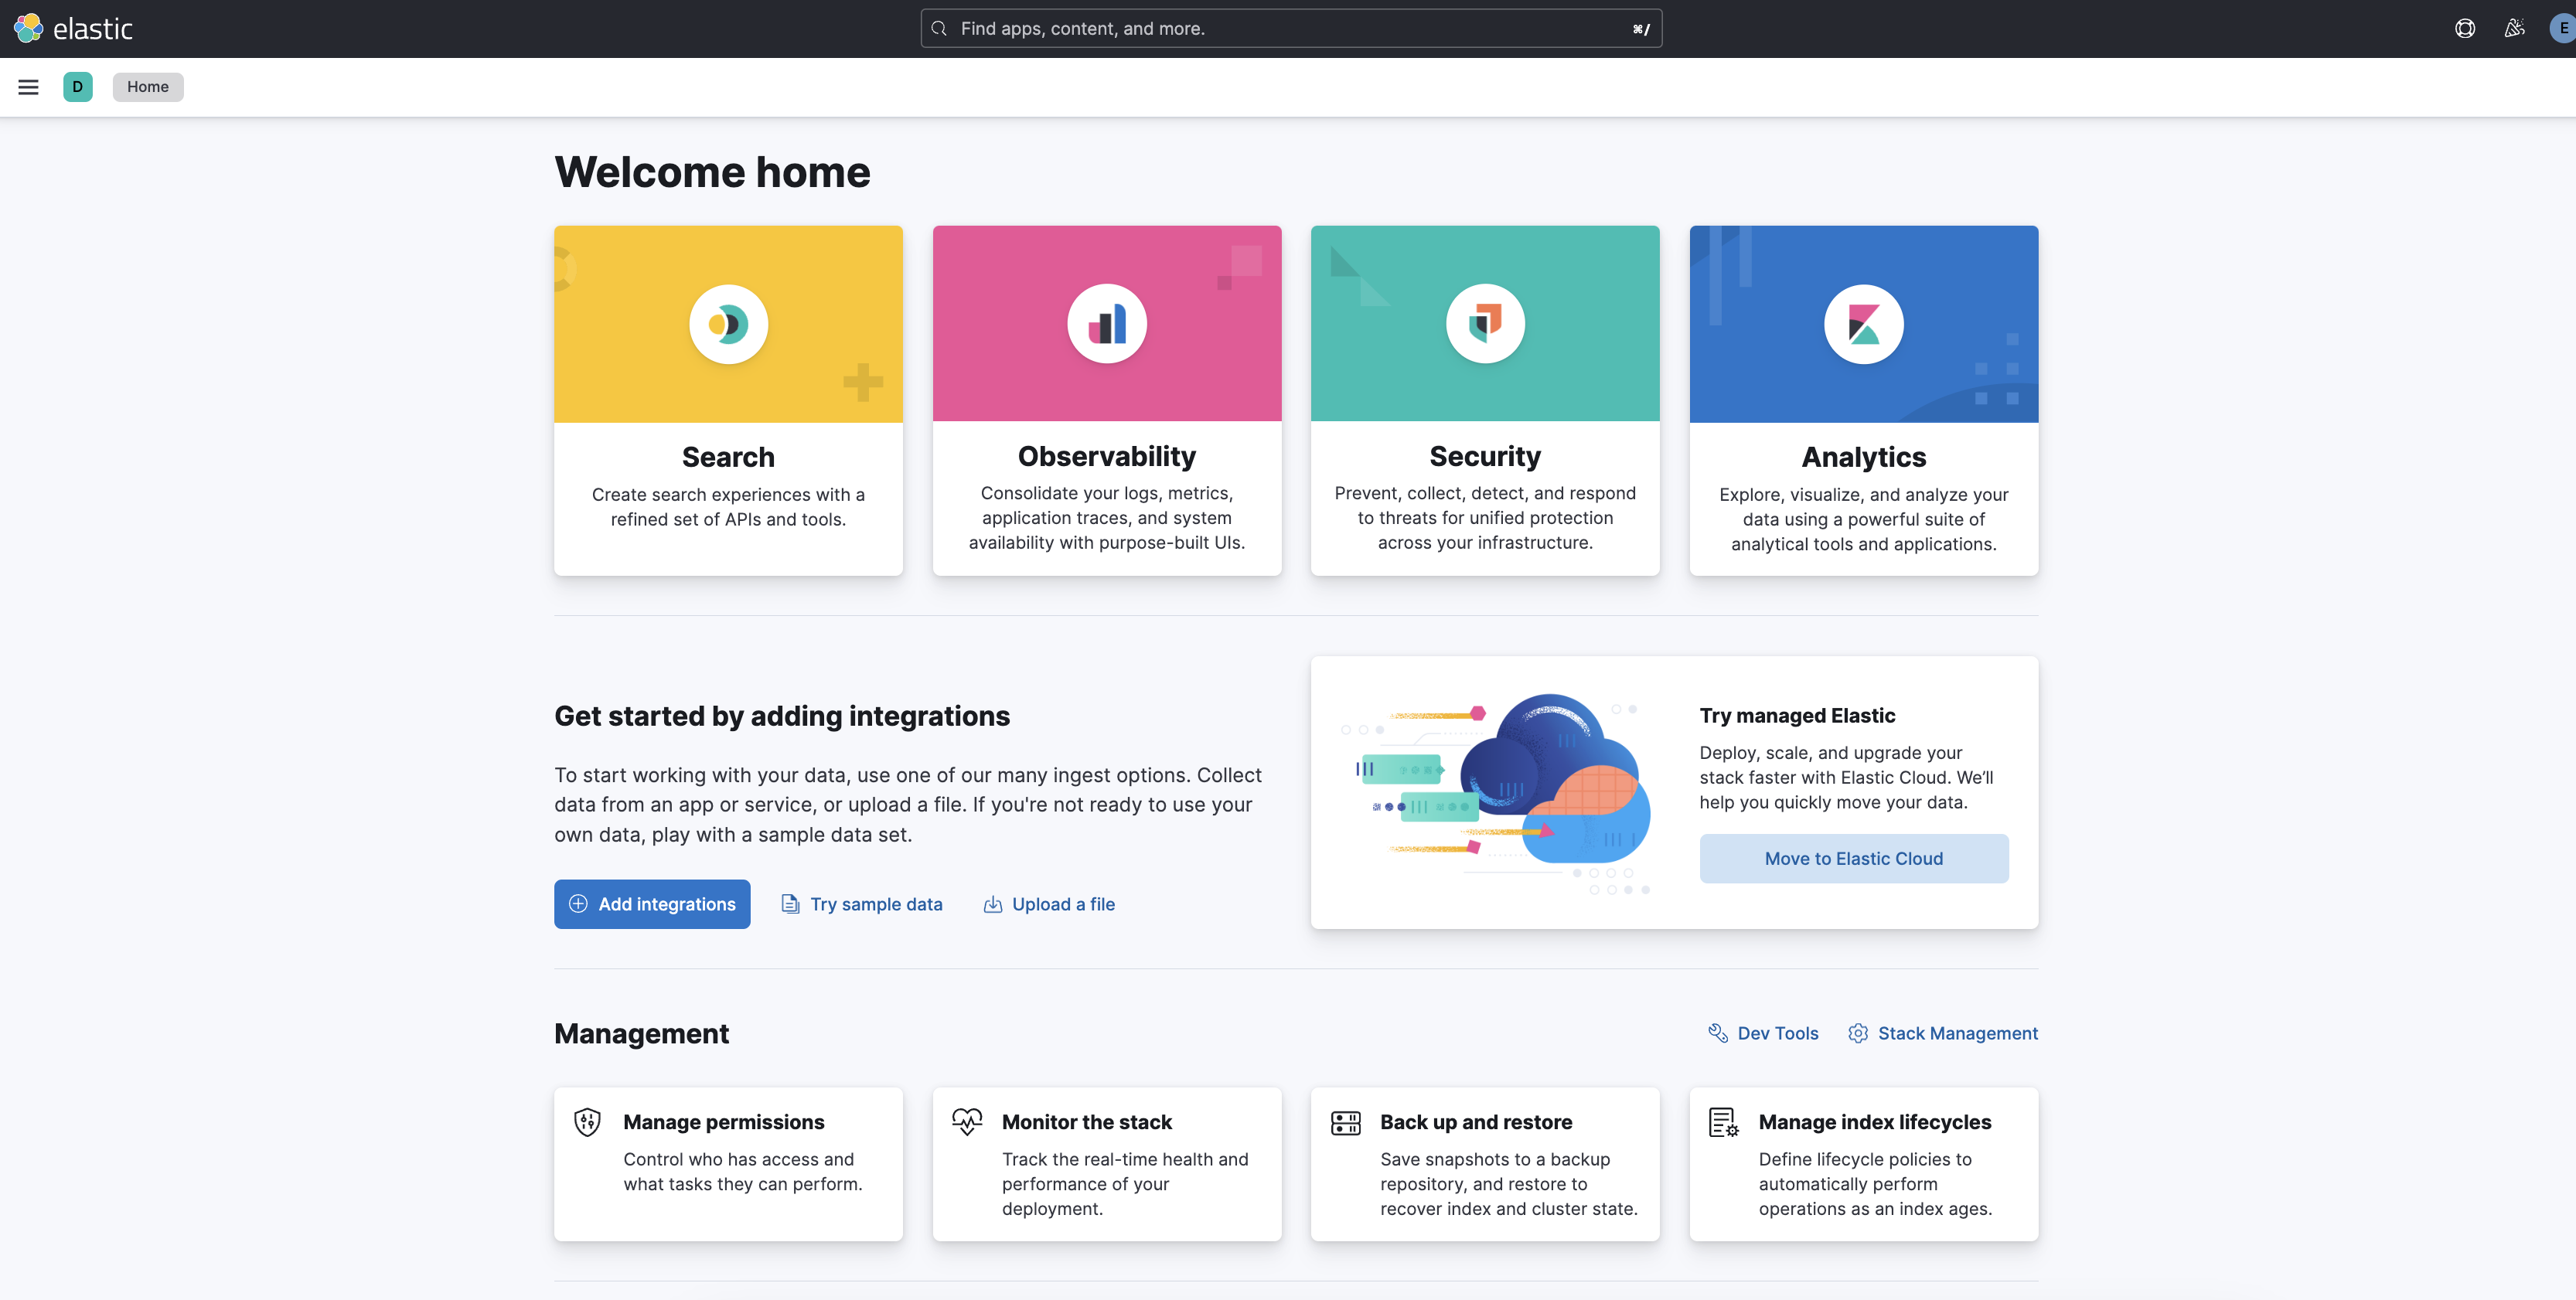 elastic
Find apps, content, and more.
⌘/
E
D
Home
Welcome home
Search
Create search experiences with a
refined set of APIs and tools.
Observability
Consolidate your logs, metrics,
application traces, and system
availability with purpose-built UIs.
Security
Prevent, collect, detect, and respond
to threats for unified protection
across your infrastructure.
Analytics
Explore, visualize, and analyze your
data using a powerful suite of
analytical tools and applications.
Get started by adding integrations
To start working with your data, use one of our many ingest options. Collect
data from an app or service, or upload a file. If you're not ready to use your
own data, play with a sample data set.
Add integrations
Try sample data
Upload a file
Try managed Elastic
Deploy, scale, and upgrade your
stack faster with Elastic Cloud. We’ll
help you quickly move your data.
Move to Elastic Cloud
Management
Dev Tools
Stack Management
Manage permissions
Control who has access and
what tasks they can perform.
Monitor the stack
Track the real-time health and
performance of your
deployment.
Back up and restore
Save snapshots to a backup
repository, and restore to
recover index and cluster state.
Manage index lifecycles
Define lifecycle policies to
automatically perform
operations as an index ages.